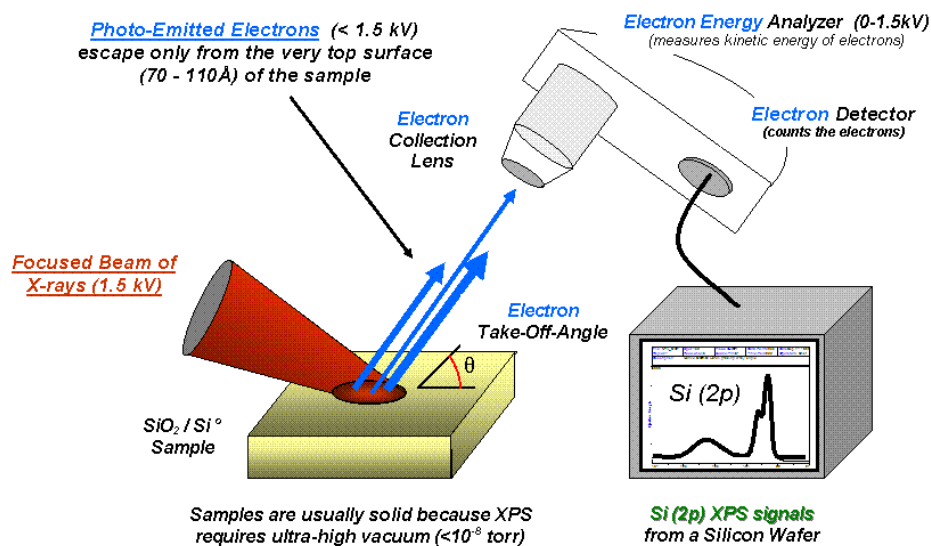 Photo-Emitted Electrons (< 1.5 kV)
escape only from the very top surface
(70 - 110Å) of the sample
Electron Energy Analyzer (0-1.5kV)
(measures kinetic energy of electrons)
Electron
Collection
Lens
Electron Detector
(counts the electrons)
Focused Beam of
X-rays (1.5 kV)
Electron
Take-Off-Angle
θ
SiO2 / Si°
Sample
Si (2p)
Samples are usually solid because XPS
requires ultra-high vacuum (<10-8 torr)
Si (2p) XPS signals
from a Silicon Wafer